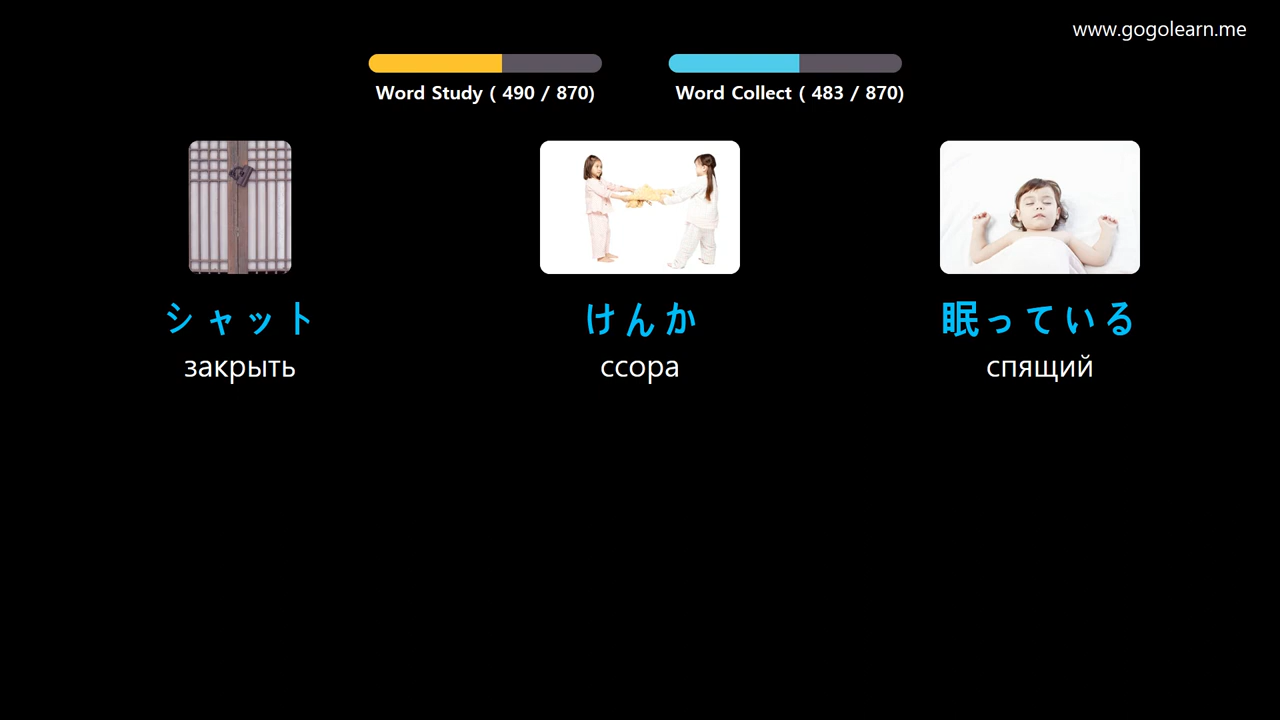 www.gogolearn.me
Word Study ( 490 / 870)
Word Collect ( 483 / 870)
シャット
けんか
眠っている
закрыть
ссора
спящий